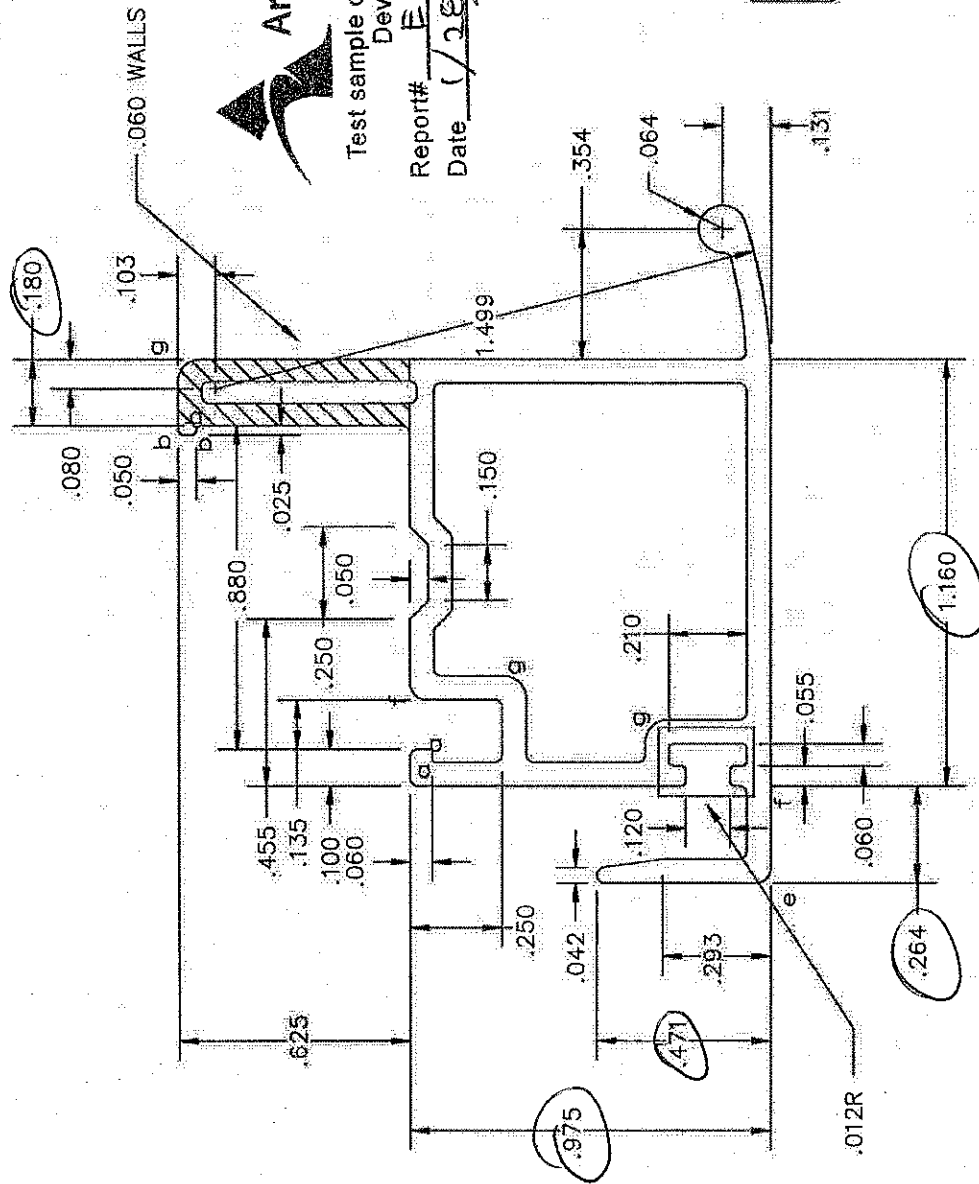 .060 WALLS
Ar
Test sample c
Dev
Report# E
Date
.180
.103
g
.080
.050
b
b
.025
.880
.150
.050
.250
.455
.135
.100
.060
f
a
a
g
g
.210
1.499
.354
.064
.131
.625
.250
.042
.120
.055
.060
f
e
.293
.471
.975
.264
1.160
.012R